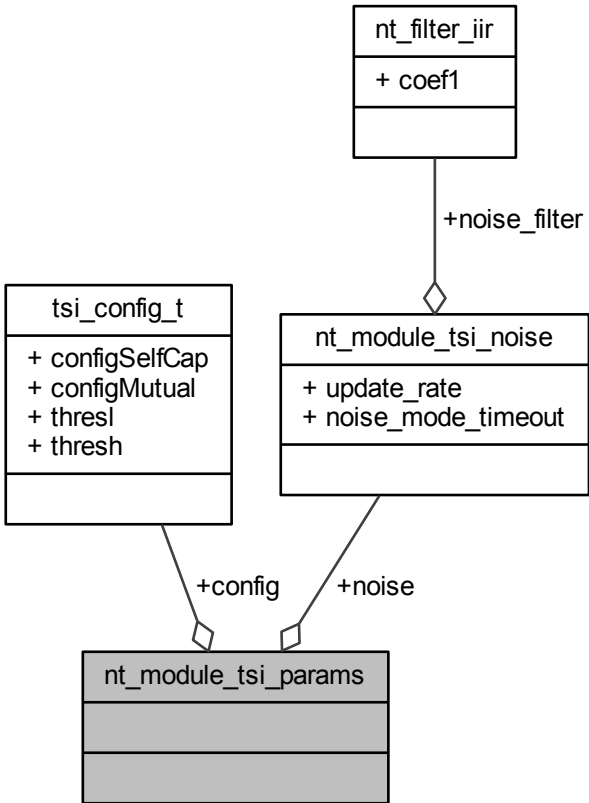 nt_filter_iir
+ coef1
+noise_filter
tsi_config_t
+ configSelfCap
+ configMutual
+ thresl
+ thresh
nt_module_tsi_noise
+ update_rate
+ noise_mode_timeout
+config
+noise
nt_module_tsi_params